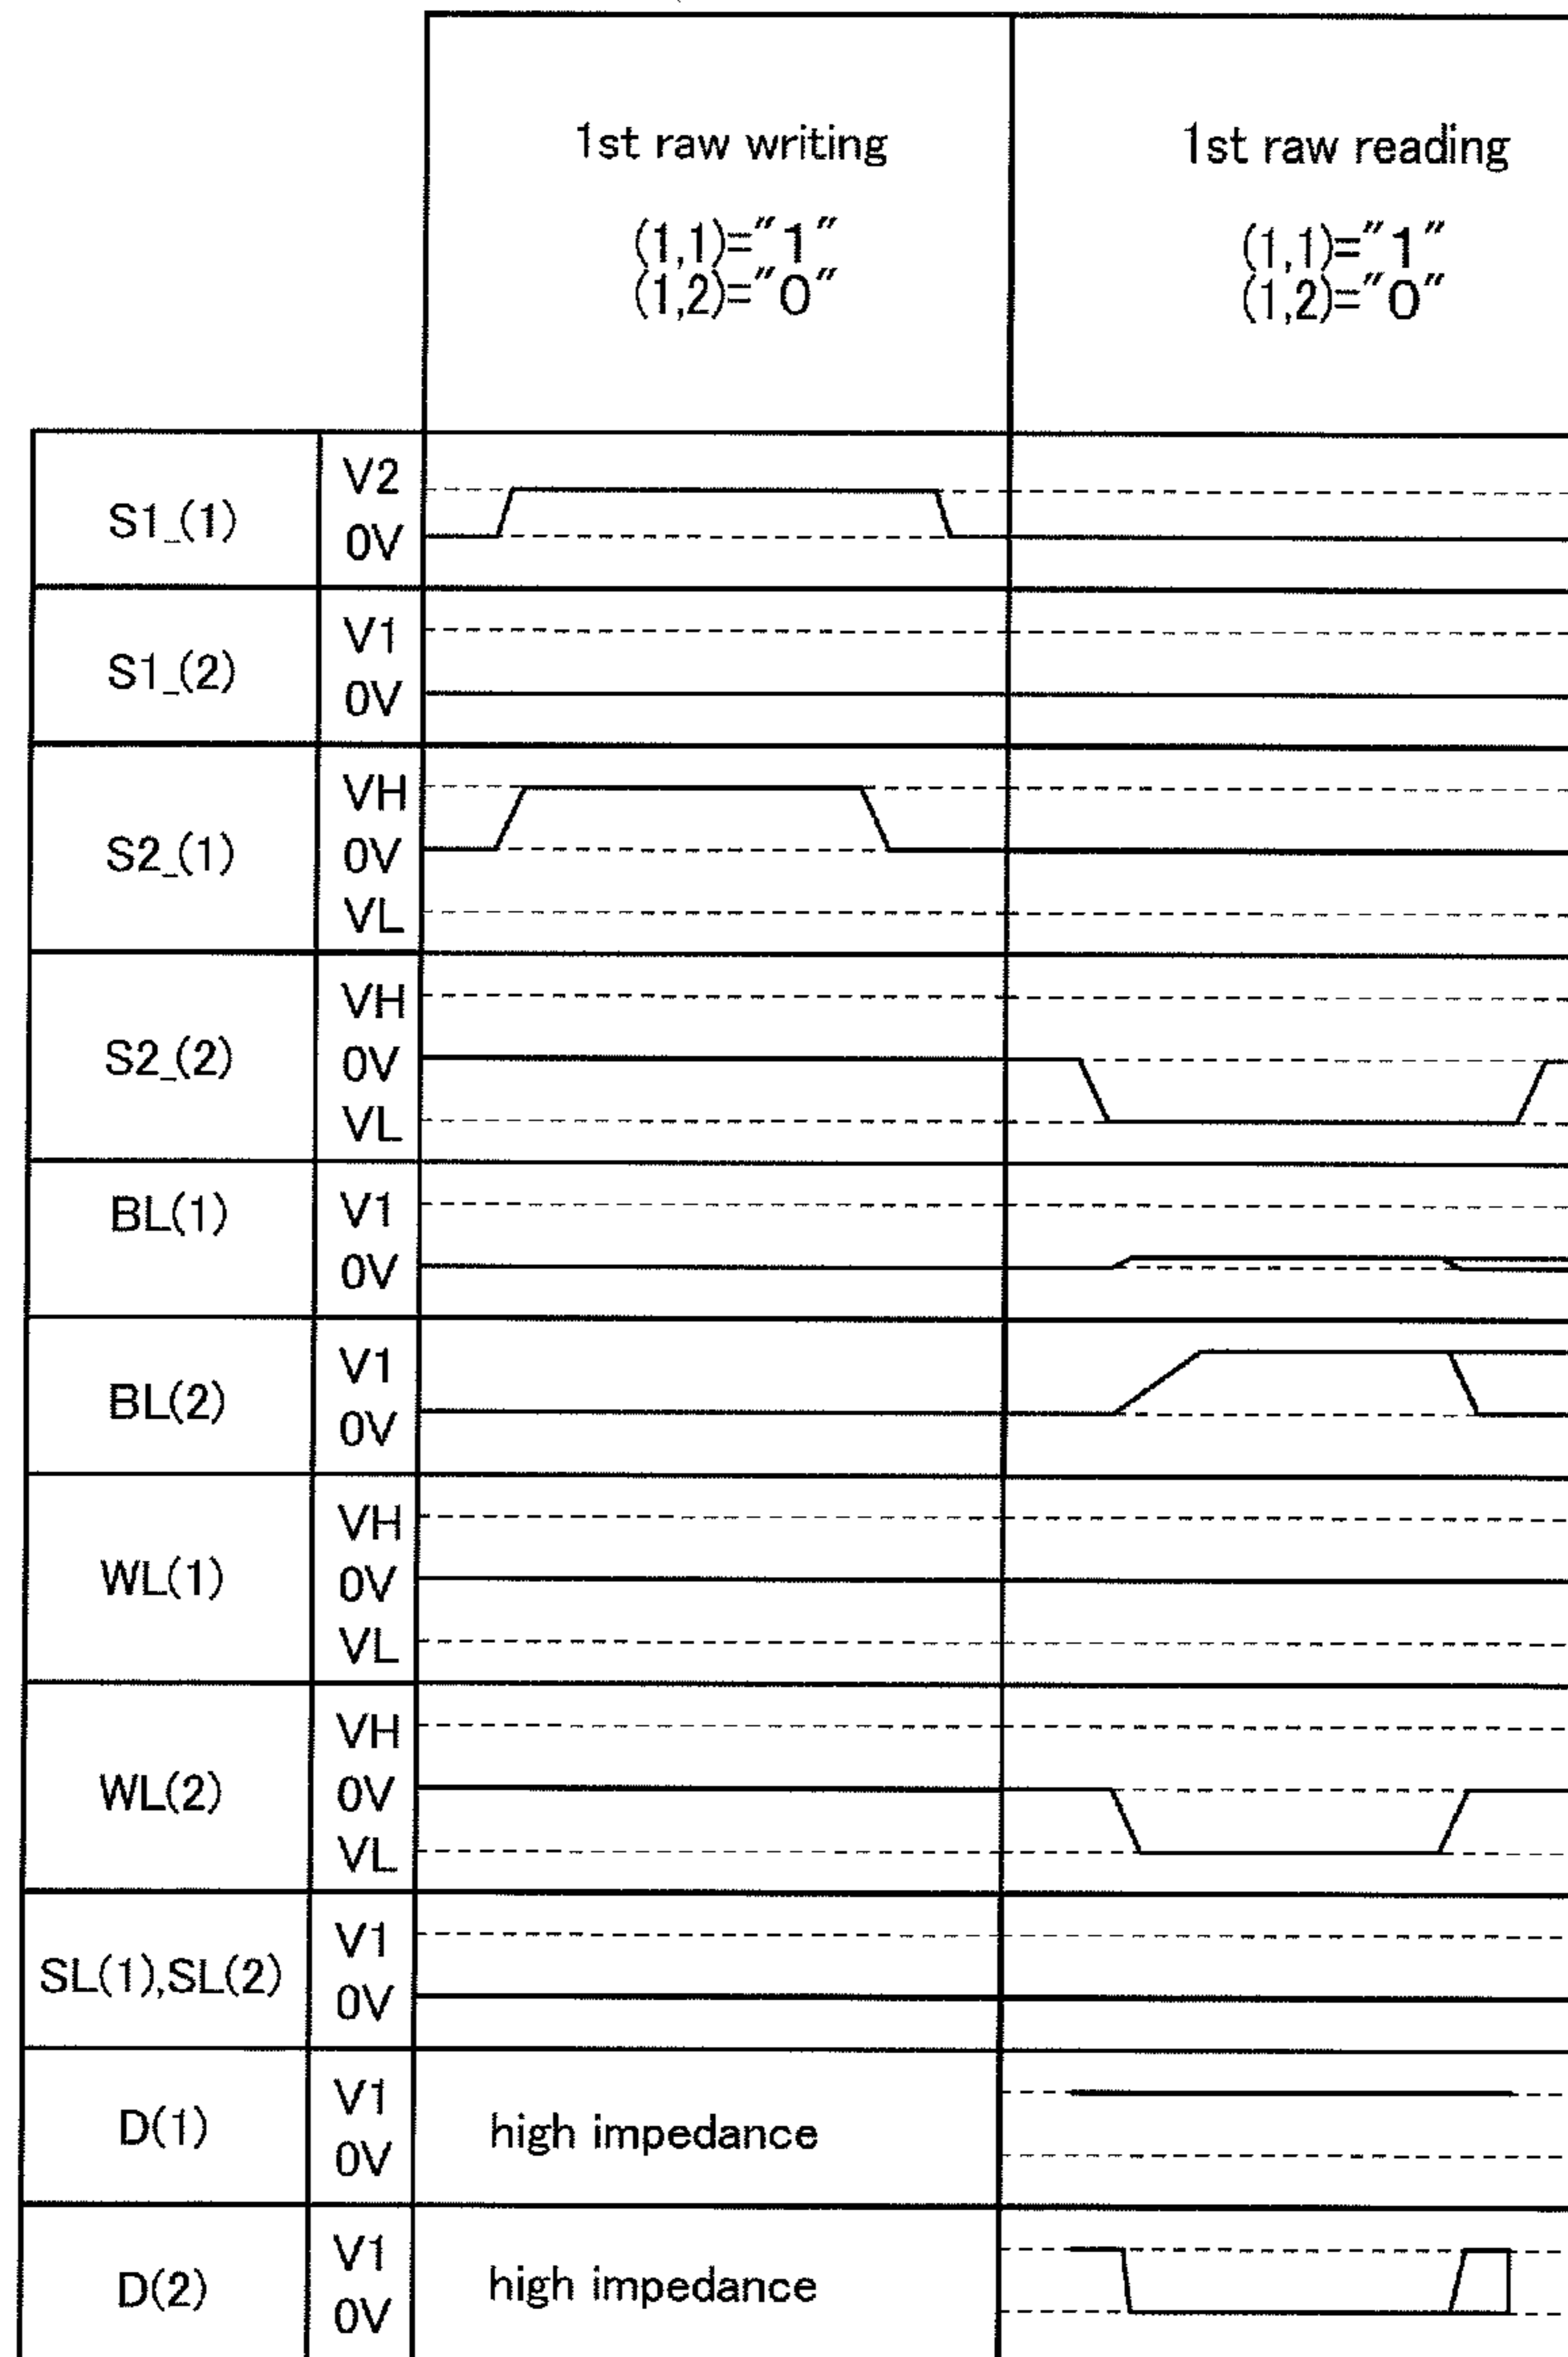 1st raw writing
(1,1)="1"
(1,2)="0"
1st raw reading
(1,1)="1"
(1,2)="0"
S1_(1)
V2
0V
S1_(2)
V1
0V
S2_(1)
VH
0V
VL
S2_(2)
VH
0V
VL
BL(1)
V1
0V
BL(2)
V1
0V
WL(1)
VH
0V
VL
WL(2)
VH
0V
VL
SL(1),SL(2)
V1
0V
D(1)
V1
0V
high impedance
D(2)
V1
0V
high impedance